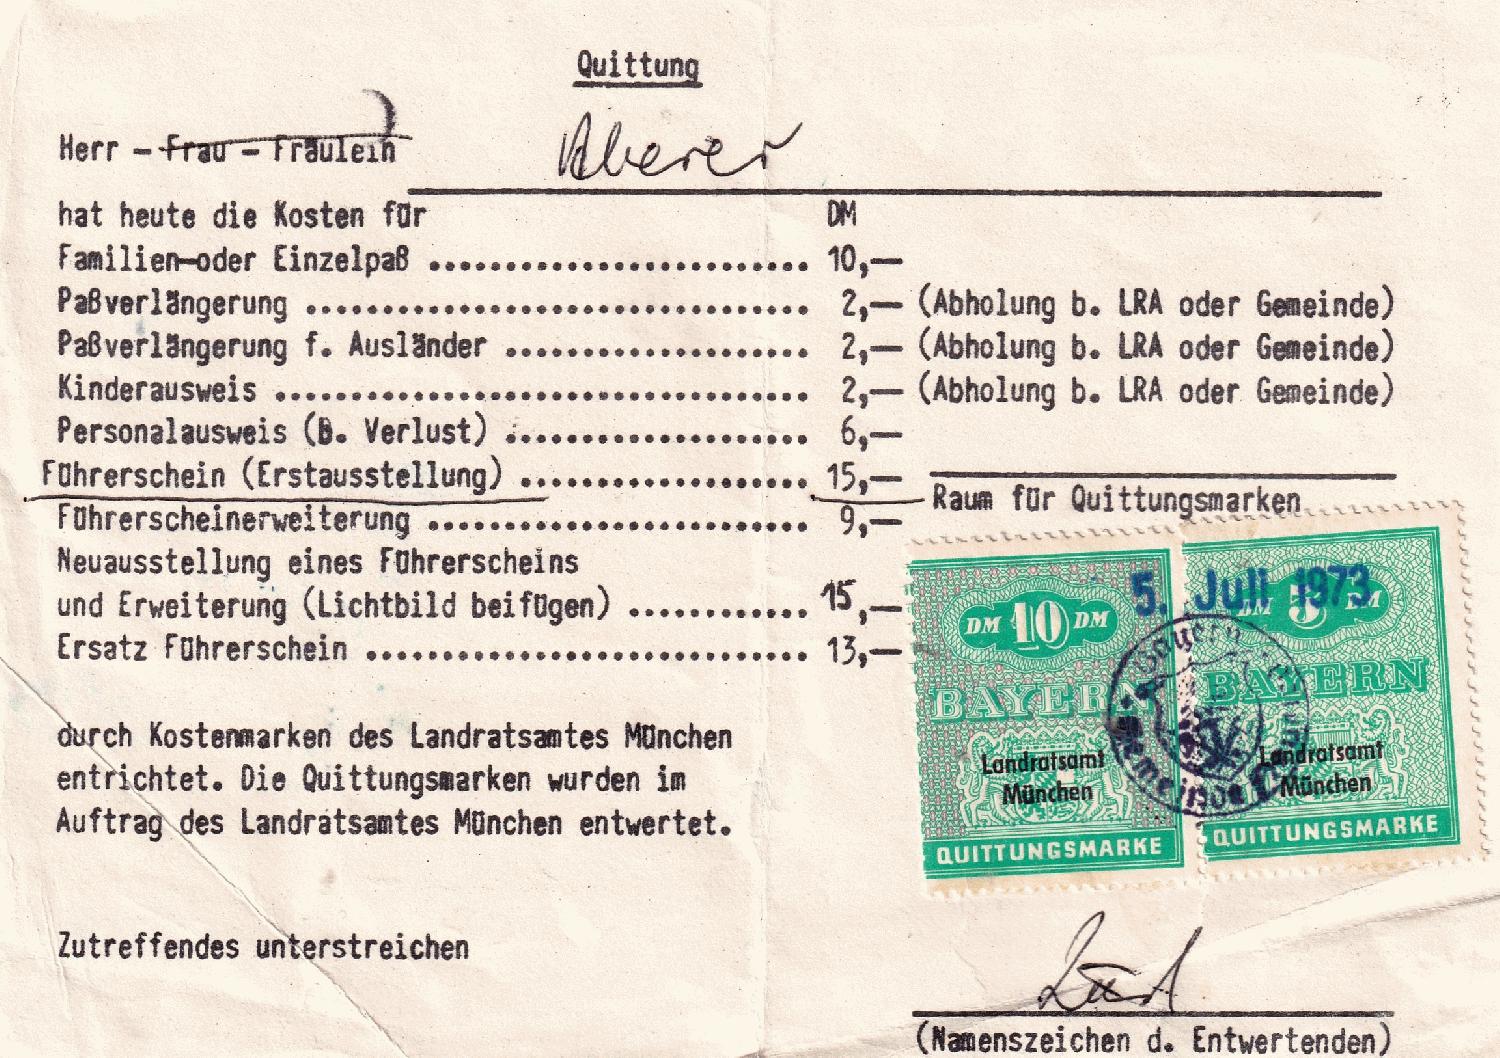 Quittung
Herr - Frau - Fräulein
hat heute die Kosten für DM
Familien-oder Einzelpaß ........................ 10,—
Paßverlängerung ................................ 2,— (Abholung b. LRA oder Gemeinde)
Paßverlängerung f. Ausländer .................... 2,— (Abholung b. LRA oder Gemeinde)
Kinderausweis .................................. 2,— (Abholung b. LRA oder Gemeinde)
Personalausweis (B. Verlust) .................... 6,—
Führerschein (Erstausstellung) .................. 15,—
Raum für Quittungsmarken
Führerscheinerweiterung ........................ 9,—
Neuausstellung eines Führerscheins
und Erweiterung (Lichtbild beifügen) ............ 15,—
Ersatz Führerschein ............................ 13,—
5. Juli 1973
DM 10 DM
BAYERN
Landratsamt
München
QUITTUNGSMARKE
DM 5 DM
BAYERN
Landratsamt
München
QUITTUNGSMARKE
durch Kostenmarken des Landratsamtes München
entrichtet. Die Quittungsmarken wurden im
Auftrag des Landratsamtes München entwertet.
Zutreffendes unterstreichen
(Namenszeichen d. Entwertenden)